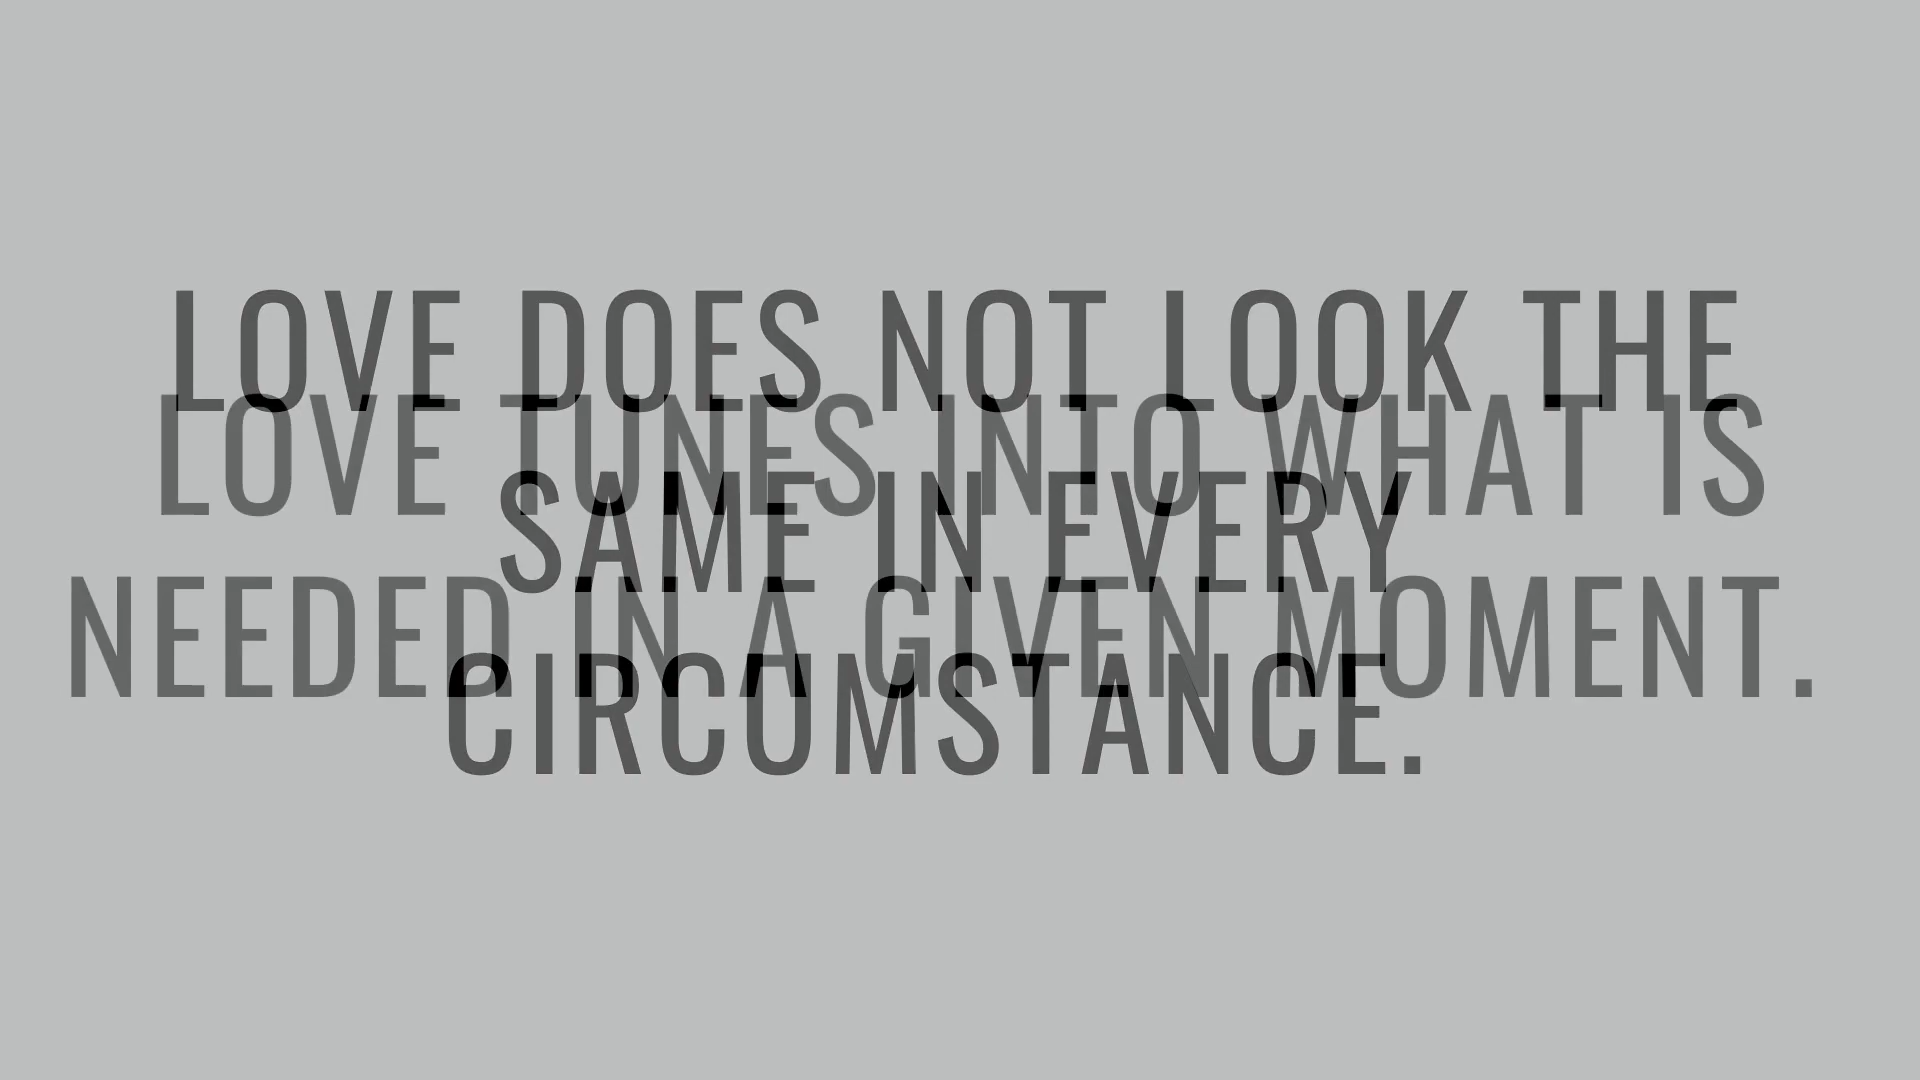 LOVE DOES NOT LOOK THE
SAME IN EVERY
CIRCUMSTANCE.
LOVE TUNES INTO WHAT IS
NEEDED IN A GIVEN MOMENT.